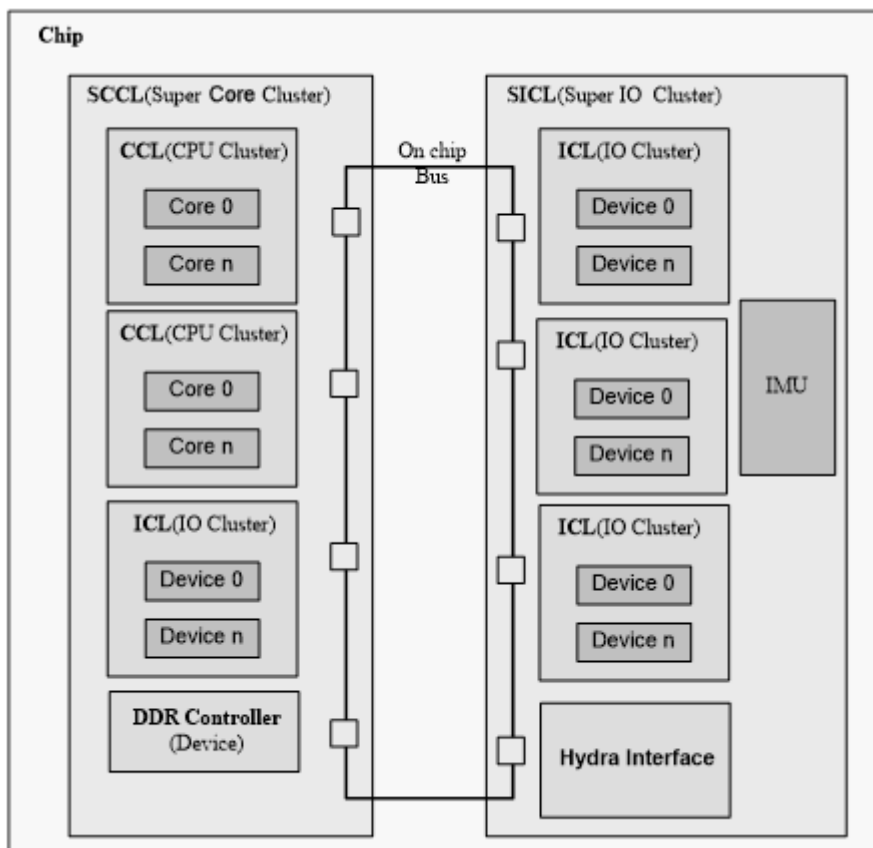 Chip
SCCL(Super Core Cluster)
CCL(CPU Cluster)
Core 0
Core n
CCL(CPU Cluster)
Core 0
Core n
ICL(IO Cluster)
Device 0
Device n
DDR Controller
(Device)
On chip
Bus
SICL(Super IO Cluster)
ICL(IO Cluster)
Device 0
Device n
ICL(IO Cluster)
Device 0
Device n
IMU
ICL(IO Cluster)
Device 0
Device n
Hydra Interface